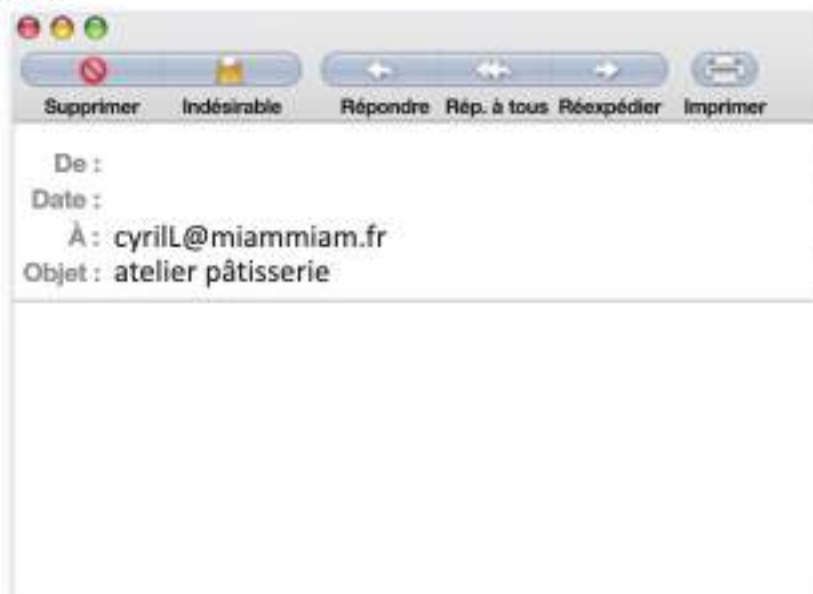 Supprimer Indésirable Répondre Rép. à tous Réexpédier Imprimer
De :
Date :
À : cyrilL@miammiam.fr
Objet : atelier pâtisserie